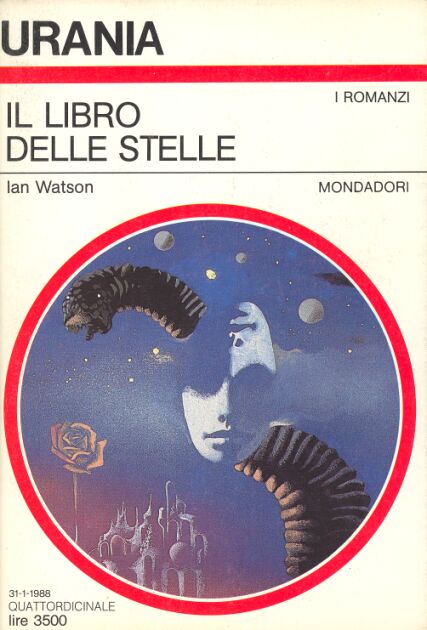 URANIA
I ROMANZI
IL LIBRO
DELLE STELLE
Ian Watson
MONDADORI
31-1-1988
QUATTORDICINALE
lire 3500